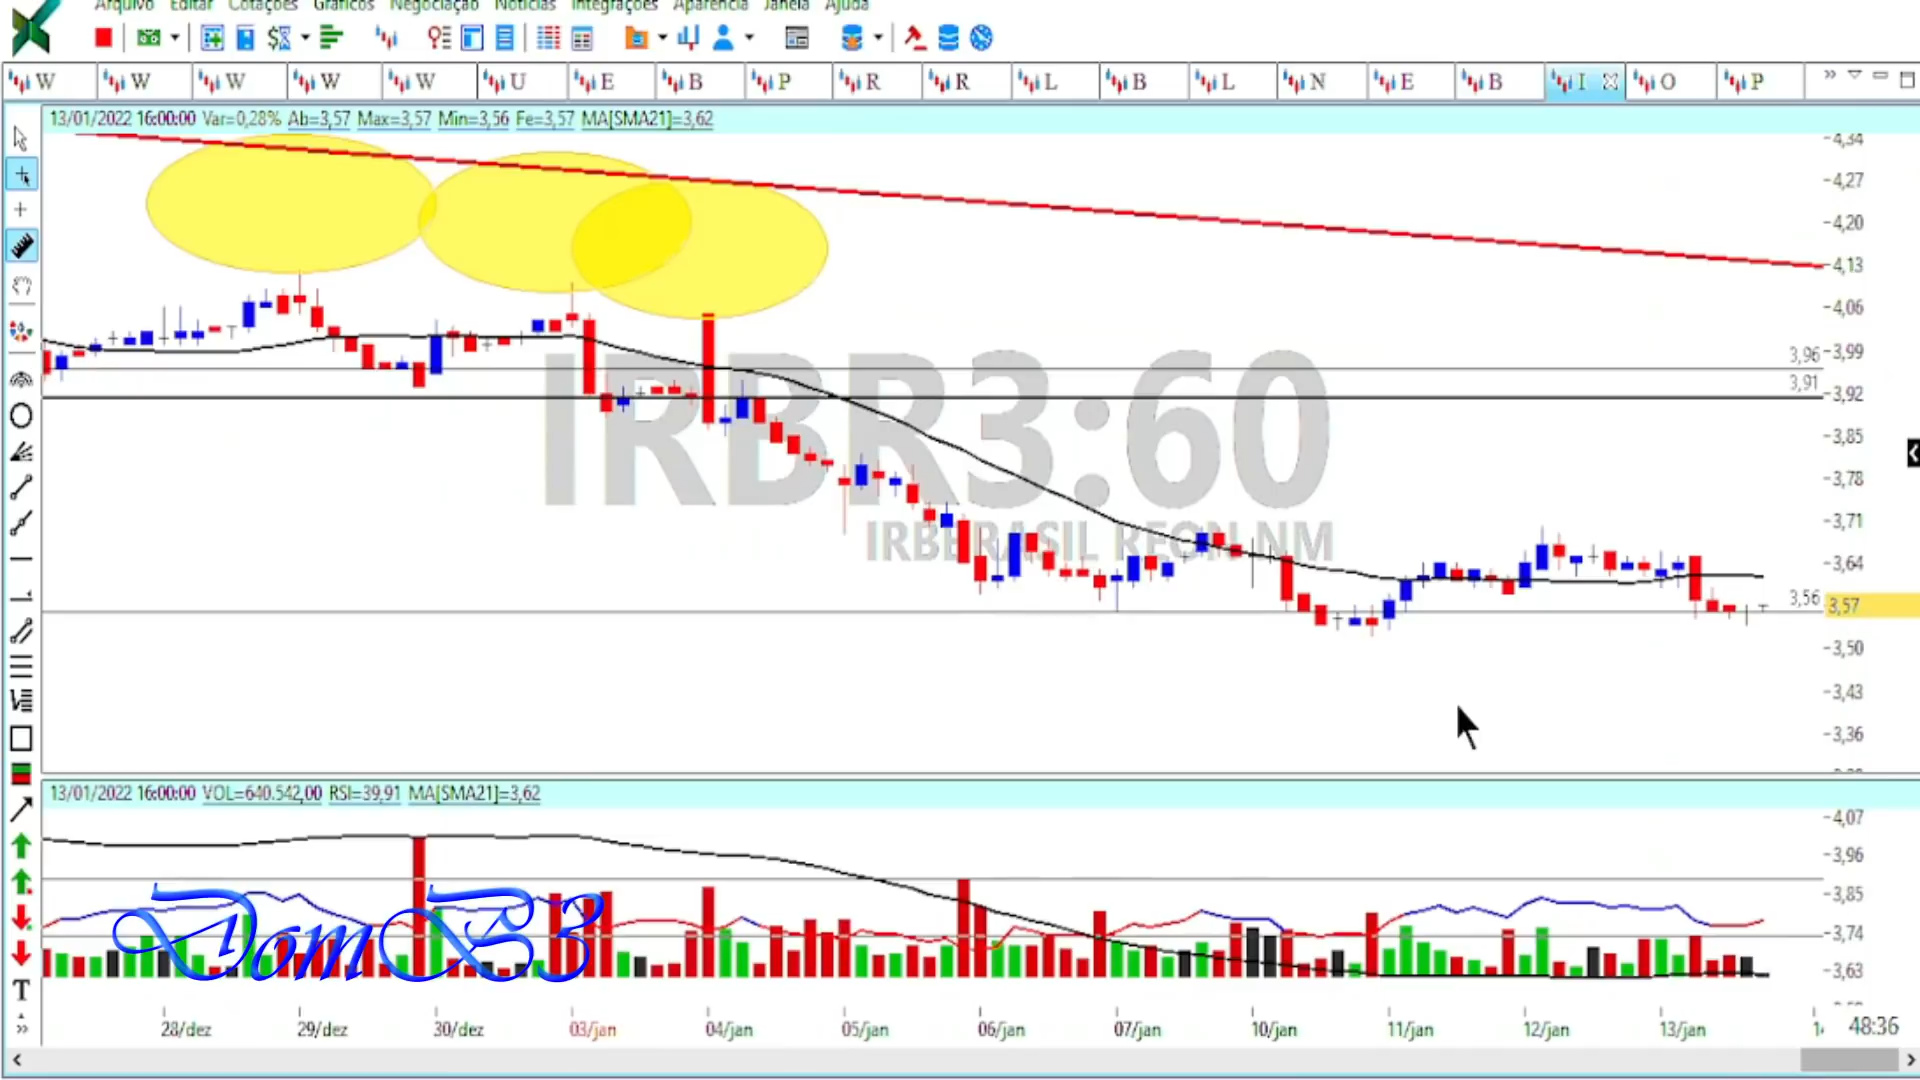 Arquivo Editar Cotações Gráficos Negociação Notícias Integrações Aparência Janela Ajuda
W W W W W U E B P R R L B L N E B I O P
13/01/2022 16:00:00 Var=0,28% Ab=3,57 Max=3,57 Min=3,56 Fe=3,57 MA[SMA21]=3,62
4,34
4,27
4,20
4,13
4,06
3,96
3,99
3,91
3,92
3,85
3,78
3,71
3,64
3,56
3,57
3,50
3,43
3,36
IRBR3:60
IRBERASIL REON NM
13/01/2022 16:00:00 VOL=640.542,00 RSI=39,91 MA[SMA21]=3,62
4,07
3,96
3,85
3,74
3,63
DomB3
T
28/dez 29/dez 30/dez 03/jan 04/jan 05/jan 06/jan 07/jan 10/jan 11/jan 12/jan 13/jan 48:36